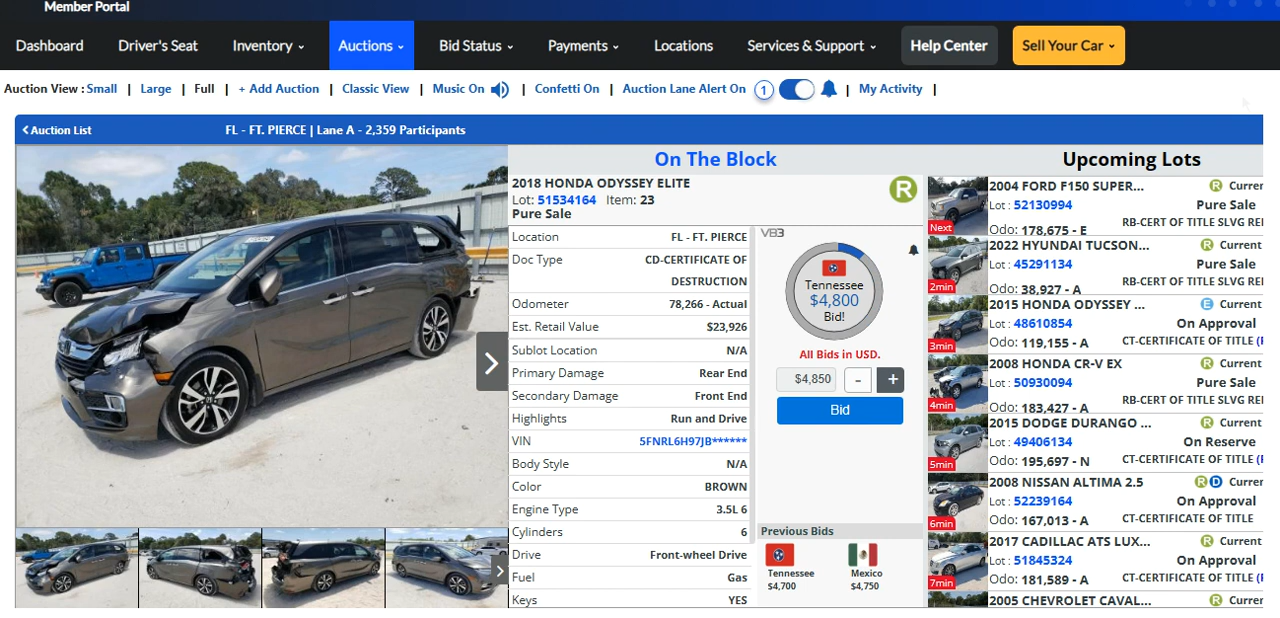 Member Portal
Dashboard Driver's Seat Inventory Auctions Bid Status Payments Locations Services & Support Help Center Sell Your Car
Auction View : Small | Large | Full | + Add Auction | Classic View | Music On | Confetti On | Auction Lane Alert On 1 | My Activity |
Auction List FL - FT. PIERCE | Lane A - 2,359 Participants
On The Block
2018 HONDA ODYSSEY ELITE
Lot: 51534164 Item: 23
Pure Sale
R
Location FL - FT. PIERCE
Doc Type CD-CERTIFICATE OF
DESTRUCTION
Odometer 78,266 - Actual
Est. Retail Value $23,926
Sublot Location N/A
Primary Damage Rear End
Secondary Damage Front End
Highlights Run and Drive
VIN 5FNRL6H97JB******
Body Style N/A
Color BROWN
Engine Type 3.5L 6
Cylinders 6
Drive Front-wheel Drive
Fuel Gas
Keys YES
VB3
Tennessee
$4,800
Bid!
All Bids in USD.
$4,850 - +
Bid
Previous Bids
Tennessee Mexico
$4,700 $4,750
Upcoming Lots
2004 FORD F150 SUPER... R Curren
Lot : 52130994 Pure Sale
RB-CERT OF TITLE SLVG REI
Next Odo: 178,675 - E
2022 HYUNDAI TUCSON... R Current
Lot : 45291134 Pure Sale
RB-CERT OF TITLE SLVG REI
2min Odo: 38,927 - A
2015 HONDA ODYSSEY ... E Current
Lot : 48610854 On Approval
3min Odo: 119,155 - A CT-CERTIFICATE OF TITLE (F
2008 HONDA CR-V EX R Current
Lot : 50930094 Pure Sale
RB-CERT OF TITLE SLVG REI
4min Odo: 183,427 - A
2015 DODGE DURANGO ... R Current
Lot : 49406134 On Reserve
5min Odo: 195,697 - N CT-CERTIFICATE OF TITLE (F
2008 NISSAN ALTIMA 2.5 R D Curren
Lot : 52239164 On Approval
6min Odo: 167,013 - A CT-CERTIFICATE OF TITLE
2017 CADILLAC ATS LUX... R Current
Lot : 51845324 On Approval
7min Odo: 181,589 - A CT-CERTIFICATE OF TITLE (F
2005 CHEVROLET CAVAL... R Curren